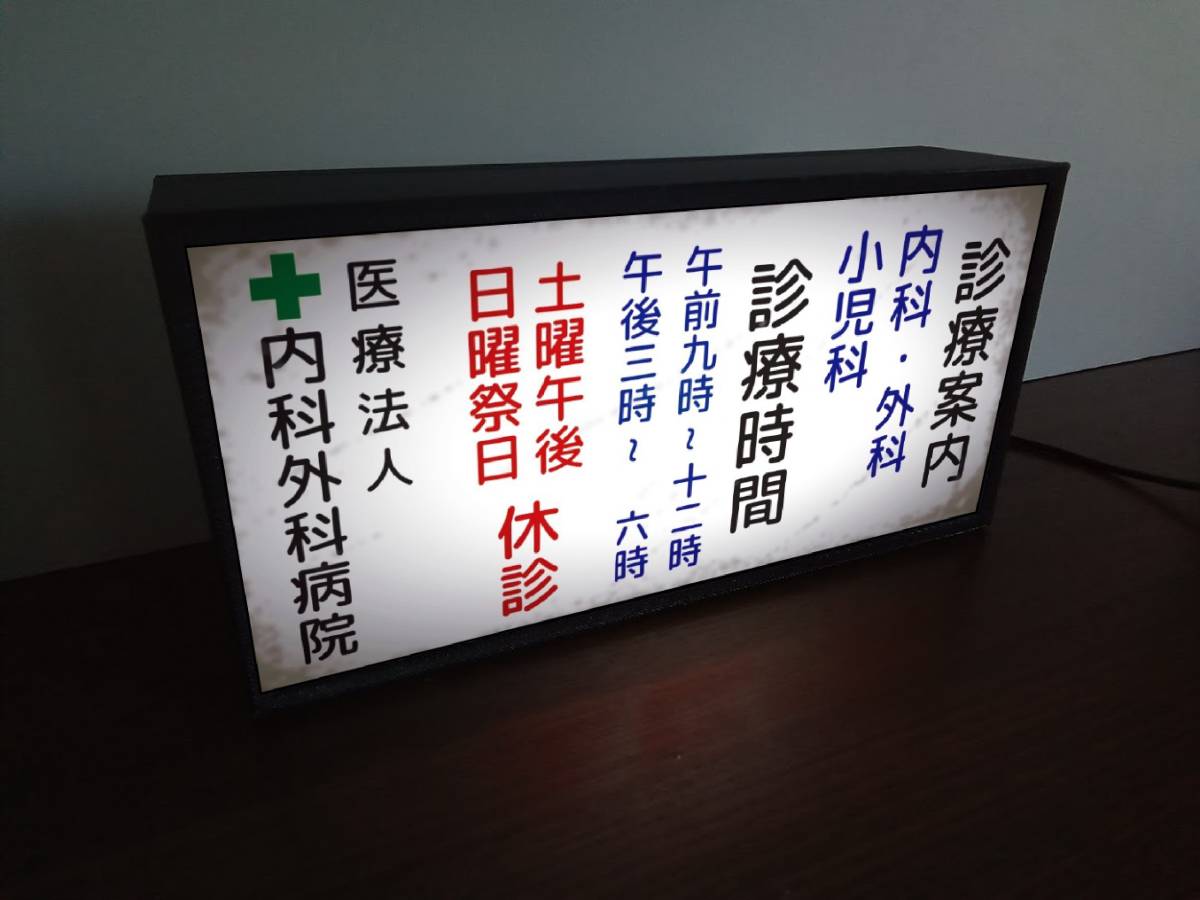 診療案内
内科・外科
小児科
診療時間
午前九時~十二時
午後三時~ 六時
土曜午後
日曜祭日
休診
医療法人
内科外科病院